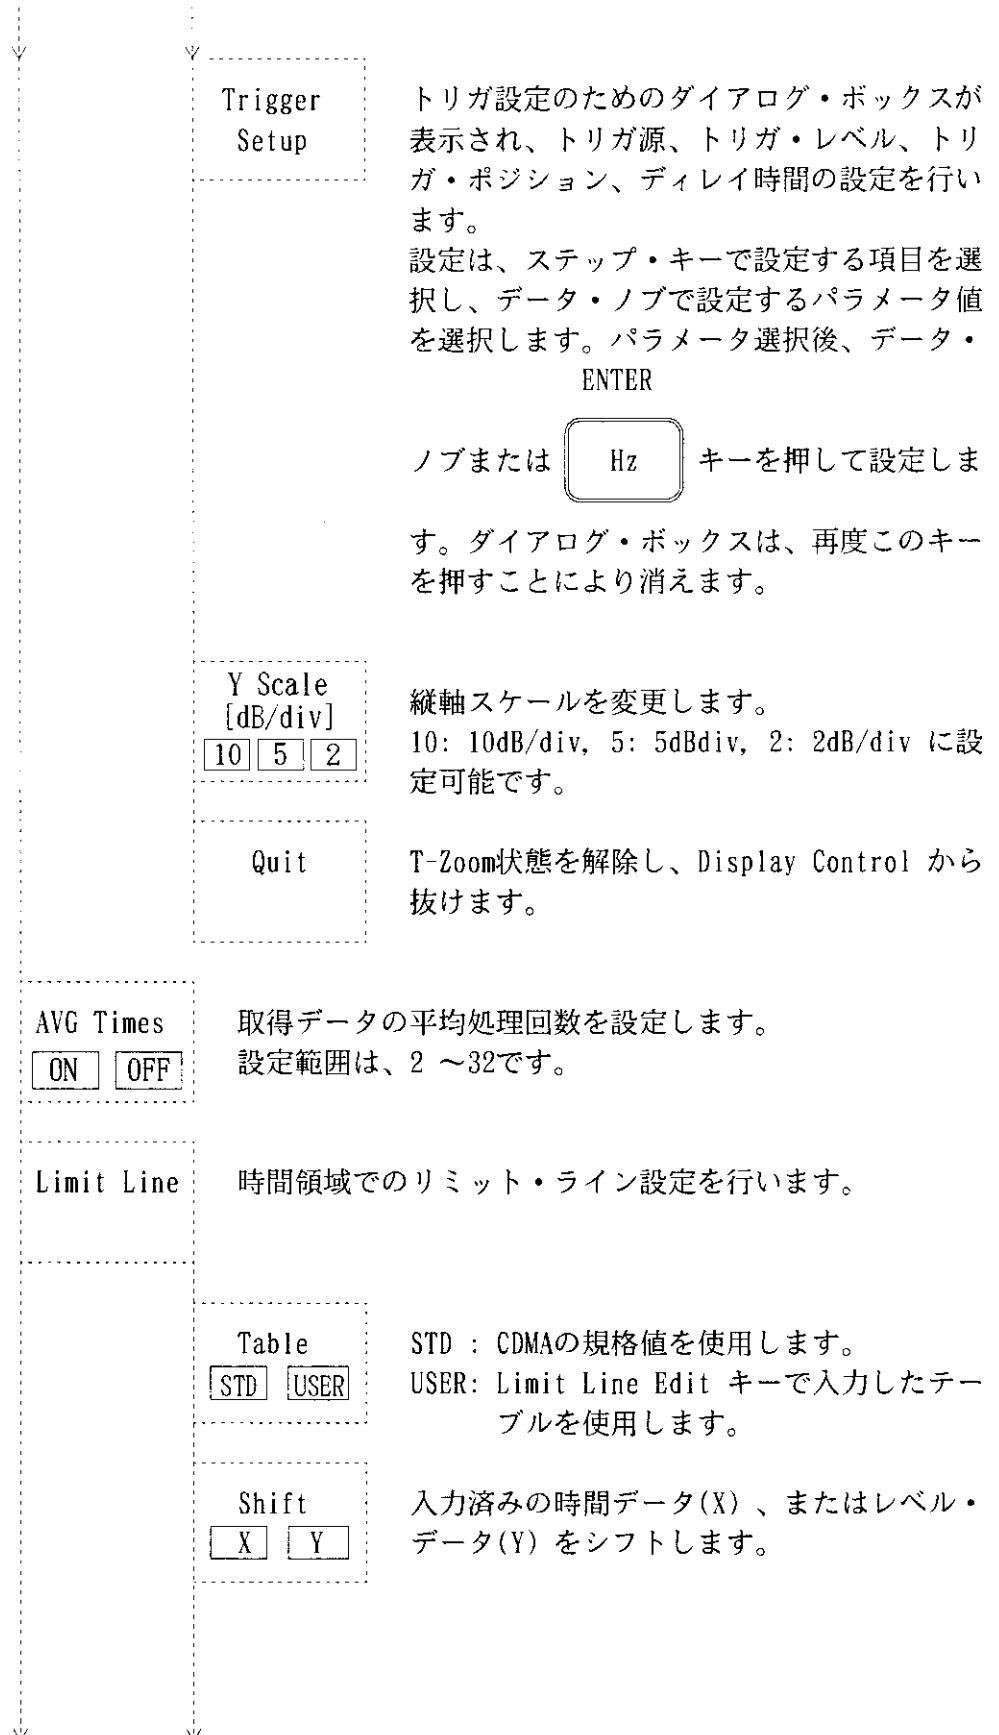 Trigger
Setup
トリガ設定のためのダイアログ・ボックスが
表示され、トリガ源、トリガ・レベル、トリ
ガ・ポジション、ディレイ時間の設定を行い
ます。
設定は、ステップ・キーで設定する項目を選
択し、データ・ノブで設定するパラメータ値
を選択します。パラメータ選択後、データ・
ENTER
ノブまたは Hz キーを押して設定しま
す。ダイアログ・ボックスは、再度このキー
を押すことにより消えます。
Y Scale
[dB/div]
10 5 2
縦軸スケールを変更します。
10: 10dB/div, 5: 5dBdiv, 2: 2dB/div に設
定可能です。
Quit
T-Zoom状態を解除し、Display Control から
抜けます。
AVG Times
ON OFF
取得データの平均処理回数を設定します。
設定範囲は、2 ～32です。
Limit Line
時間領域でのリミット・ライン設定を行います。
Table
STD USER
STD : CDMAの規格値を使用します。
USER: Limit Line Edit キーで入力したテー
ブルを使用します。
Shift
X Y
入力済みの時間データ(X) 、またはレベル・
データ(Y) をシフトします。